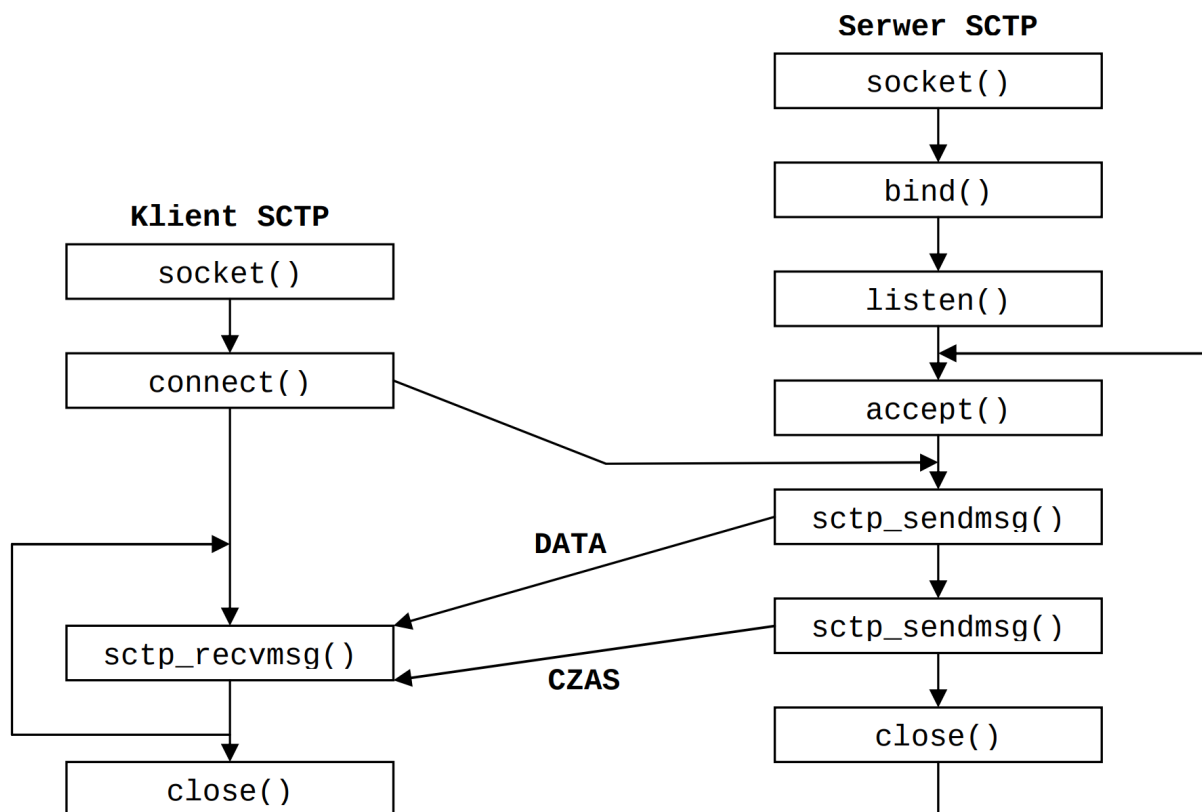 Serwer SCTP
socket()
bind()
listen()
accept()
sctp_sendmsg()
sctp_sendmsg()
close()
Klient SCTP
socket()
connect()
sctp_recvmsg()
close()
DATA
CZAS